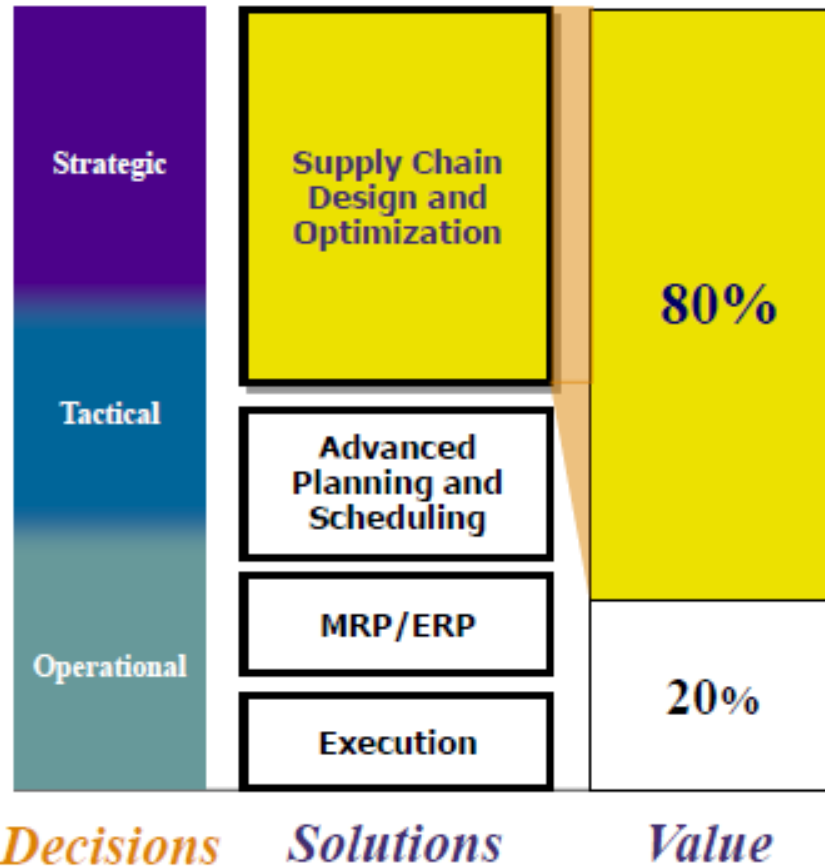 Strategic
Tactical
Operational
Supply Chain
Design and
Optimization
Advanced
Planning and
Scheduling
MRP/ERP
Execution
80%
20%
Decisions
Solutions
Value